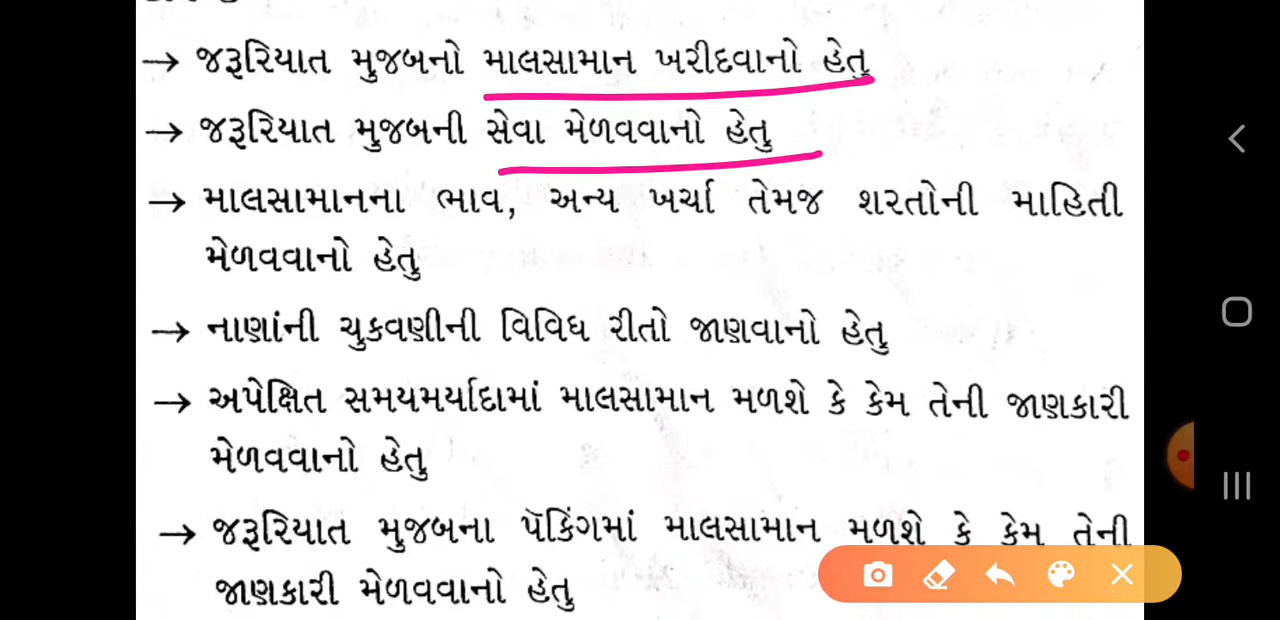 → જરૂરિયાત મુજબનો માલસામાન ખરીદવાનો હેતુ
→ જરૂરિયાત મુજબની સેવા મેળવવાનો હેતુ
→ માલસામાનના ભાવ, અન્ય ખર્ચા તેમજ શરતોની માહિતી
મેળવવાનો હેતુ
→ નાણાંની ચુકવણીની વિવિધ રીતો જાણવાનો હેતુ
→ અપેક્ષિત સમયમર્યાદામાં માલસામાન મળશે કે કેમ તેની જાણકારી
મેળવવાનો હેતુ
→ જરૂરિયાત મુજબના પૅકિંગમાં માલસામાન મળશે કે કેમ તેની
જાણકારી મેળવવાનો હેતુ